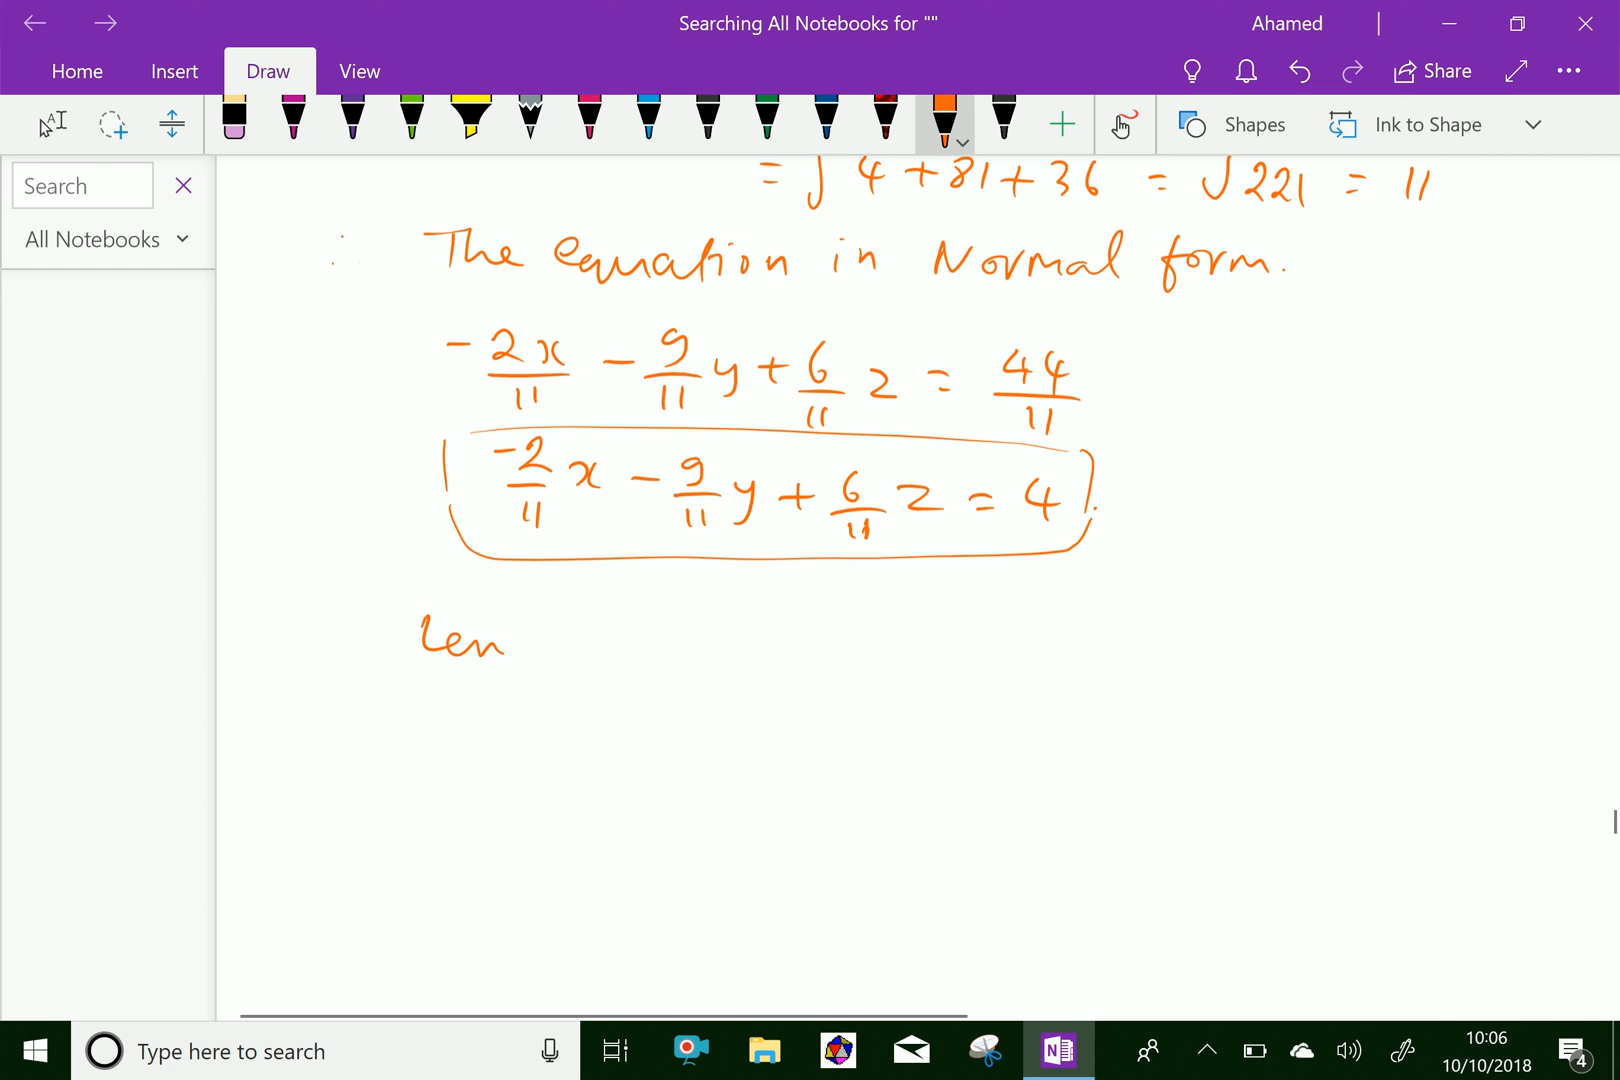 Searching All Notebooks for ""
Ahamed
Home Insert Draw View
Share
Shapes
Ink to Shape
Search
All Notebooks
= √4 + 81 + 36 = √221 = 11
∴ The equation in Normal form.
-2x/11 - 9/11 y + 6/11 z = 44/11
-2/11 x - 9/11 y + 6/11 z = 4.
Len
Type here to search
N
10:06
10/10/2018
4